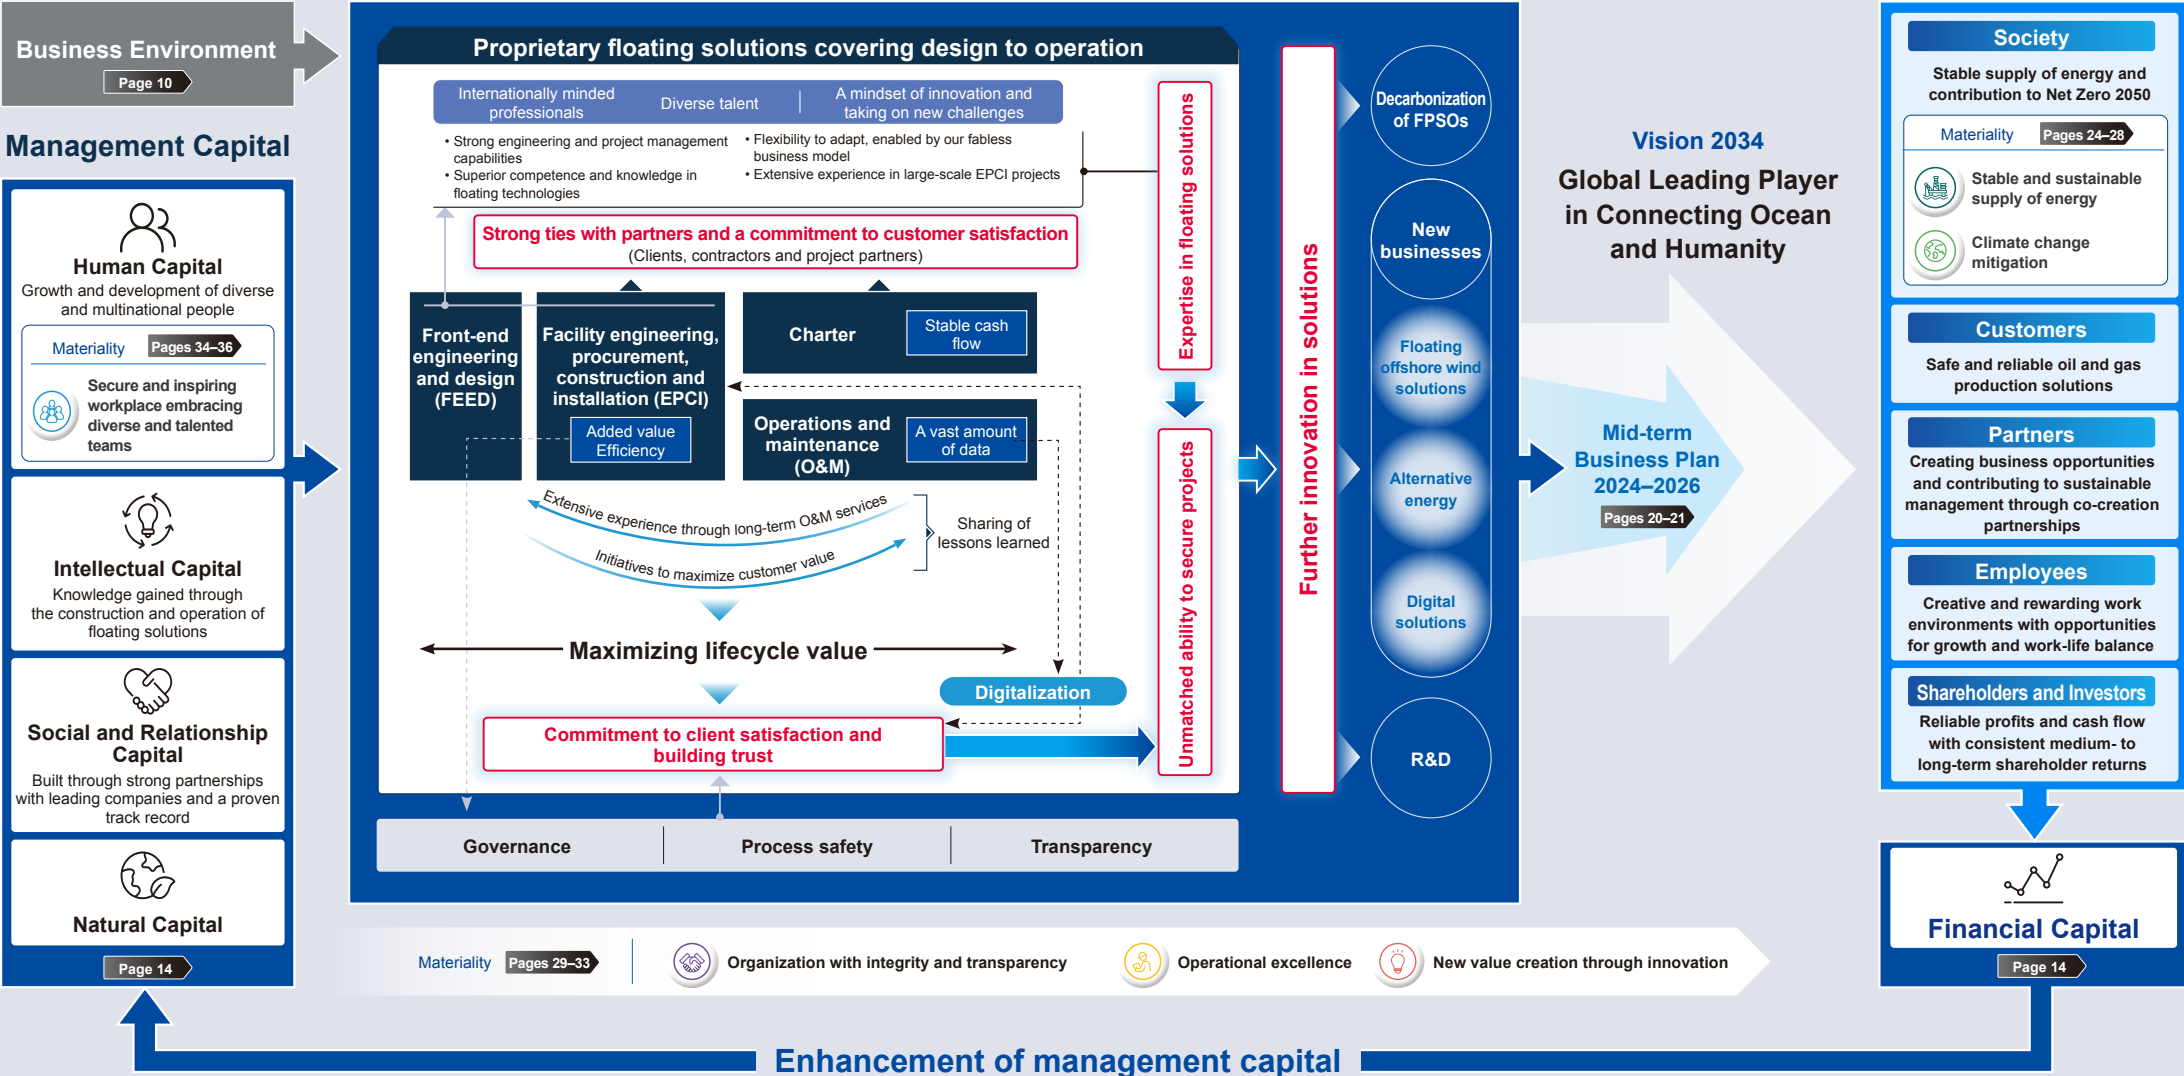 Business Environment
Page 10
Management Capital
Human Capital
Growth and development of diverse
and multinational people
Materiality
Pages 34–36
Secure and inspiring
workplace embracing
diverse and talented
teams
Intellectual Capital
Knowledge gained through
the construction and operation of
floating solutions
Social and Relationship
Capital
Built through strong partnerships
with leading companies and a proven
track record
Natural Capital
Page 14
Proprietary floating solutions covering design to operation
Internationally minded
professionals
Diverse talent
A mindset of innovation and
taking on new challenges
• Strong engineering and project management
capabilities
• Superior competence and knowledge in
floating technologies
• Flexibility to adapt, enabled by our fabless
business model
• Extensive experience in large-scale EPCI projects
Strong ties with partners and a commitment to customer satisfaction
(Clients, contractors and project partners)
Front-end
engineering
and design
(FEED)
Facility engineering,
procurement,
construction and
installation (EPCI)
Added value
Efficiency
Charter
Stable cash
flow
Operations and
maintenance
(O&M)
A vast amount
of data
Extensive experience through long-term O&M services
Initiatives to maximize customer value
Sharing of
lessons learned
Maximizing lifecycle value
Digitalization
Commitment to client satisfaction and
building trust
Expertise in floating solutions
Unmatched ability to secure projects
Governance
Process safety
Transparency
Further innovation in solutions
Decarbonization
of FPSOs
New
businesses
Floating
offshore wind
solutions
Alternative
energy
Digital
solutions
R&D
Vision 2034
Global Leading Player
in Connecting Ocean
and Humanity
Mid-term
Business Plan
2024–2026
Pages 20–21
Society
Stable supply of energy and
contribution to Net Zero 2050
Materiality
Pages 24–28
Stable and sustainable
supply of energy
Climate change
mitigation
Customers
Safe and reliable oil and gas
production solutions
Partners
Creating business opportunities
and contributing to sustainable
management through co-creation
partnerships
Employees
Creative and rewarding work
environments with opportunities
for growth and work-life balance
Shareholders and Investors
Reliable profits and cash flow
with consistent medium- to
long-term shareholder returns
Financial Capital
Page 14
Materiality
Pages 29–33
Organization with integrity and transparency
Operational excellence
New value creation through innovation
Enhancement of management capital